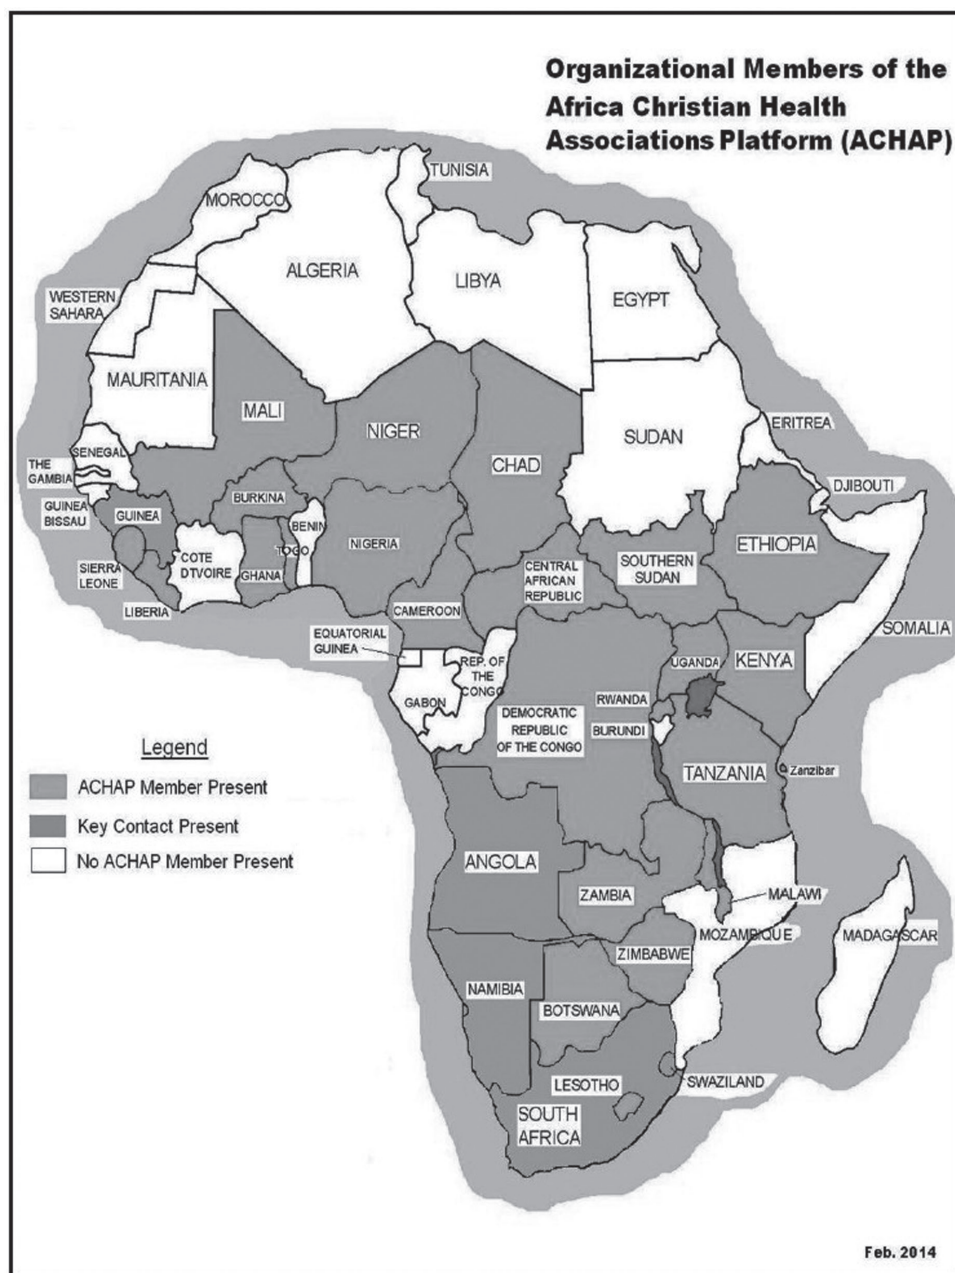 Organizational Members of the
Africa Christian Health
Associations Platform (ACHAP)
TUNISIA
MOROCCO
ALGERIA
LIBYA
EGYPT
WESTERN
SAHARA
MAURITANIA
MALI
NIGER
CHAD
SUDAN
ERITREA
SENEGAL
THE
GAMBIA
GUINEA
BISSAU
GUINEA
BURKINA
BENIN
TOGO
NIGERIA
DJIBOUTI
ETHIOPIA
SIERRA
LEONE
COTE
DTVOIRE
GHANA
LIBERIA
CENTRAL
AFRICAN
REPUBLIC
SOUTHERN
SUDAN
CAMEROON
SOMALIA
EQUATORIAL
GUINEA
REP. OF
THE
CONGO
GABON
UGANDA
KENYA
RWANDA
BURUNDI
DEMOCRATIC
REPUBLIC
OF THE CONGO
TANZANIA
Zanzibar
Legend
ACHAP Member Present
Key Contact Present
No ACHAP Member Present
ANGOLA
ZAMBIA
MALAWI
MOZAMBIQUE
MADAGASCAR
ZIMBABWE
NAMIBIA
BOTSWANA
SWAZILAND
LESOTHO
SOUTH
AFRICA
Feb. 2014